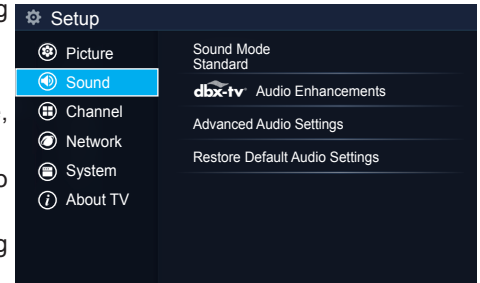 g
Setup
Picture
Sound
Channel
Network
System
About TV
Sound Mode
Standard
dbx-tv Audio Enhancements
Advanced Audio Settings
Restore Default Audio Settings
,
o
g